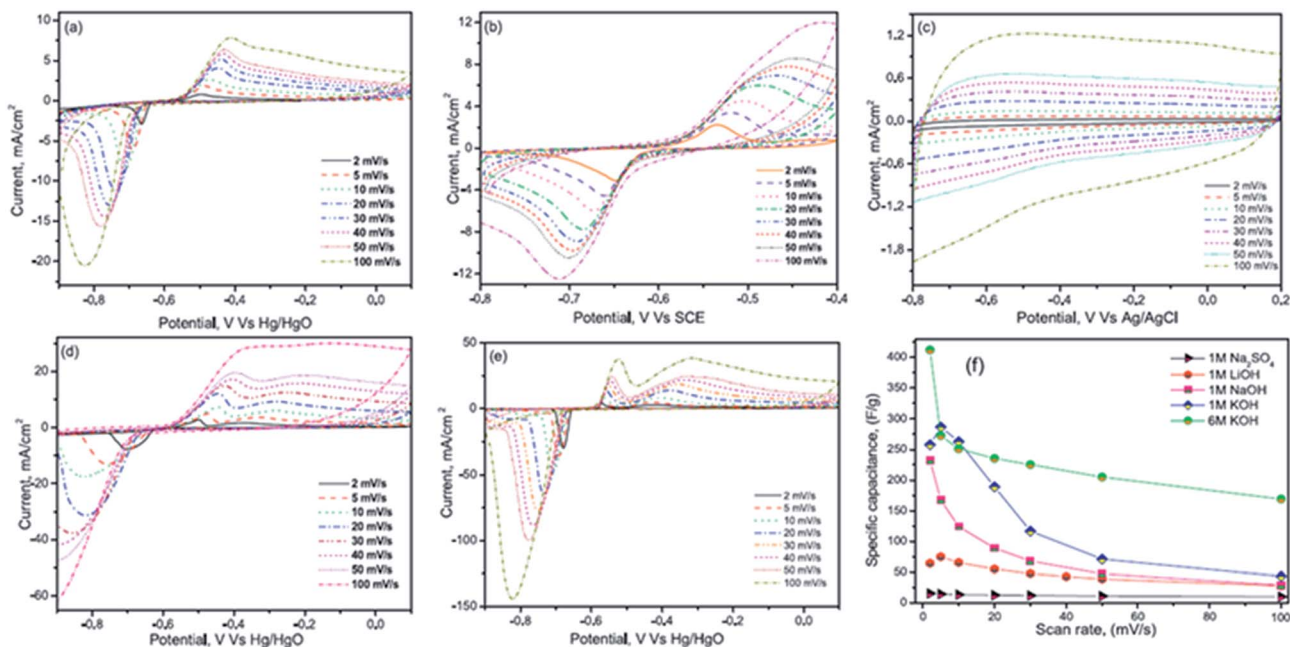 (a)
10
5
0
-5
-10
-15
-20
Current, mA/cm²
-0,8
-0,6
-0,4
-0,2
0,0
Potential, V Vs Hg/HgO
2 mV/s
5 mV/s
10 mV/s
20 mV/s
30 mV/s
40 mV/s
50 mV/s
100 mV/s
(b)
12
8
4
0
-4
-8
-12
Current, mA/cm²
-0.8
-0.7
-0.6
-0.5
-0.4
Potential, V Vs SCE
2 mV/s
5 mV/s
10 mV/s
20 mV/s
30 mV/s
40 mV/s
50 mV/s
100 mV/s
(c)
1.2
0.6
0.0
-0.6
-1.2
-1.8
Current, mA/cm²
-0.8
-0,6
-0,4
-0,2
0,0
0,2
Potential, V Vs Ag/AgCl
2 mV/s
5 mV/s
10 mV/s
20 mV/s
30 mV/s
40 mV/s
50 mV/s
100 mV/s
(d)
20
0
-20
-40
-60
Current, mA/cm²
-0,8
-0,6
-0,4
-0,2
0,0
Potential, V Vs Hg/HgO
2 mV/s
5 mV/s
10 mV/s
20 mV/s
30 mV/s
40 mV/s
50 mV/s
100 mV/s
(e)
50
0
-50
-100
-150
Current, mA/cm²
-0,8
-0,6
-0,4
-0,2
0,0
Potential, V Vs Hg/HgO
2 mV/s
5 mV/s
10 mV/s
20 mV/s
30 mV/s
40 mV/s
50 mV/s
100 mV/s
(f)
400
350
300
250
200
150
100
50
0
Specific capacitance, (F/g)
0
20
40
60
80
100
Scan rate, (mV/s)
1M Na₂SO₄
1M LiOH
1M NaOH
1M KOH
6M KOH